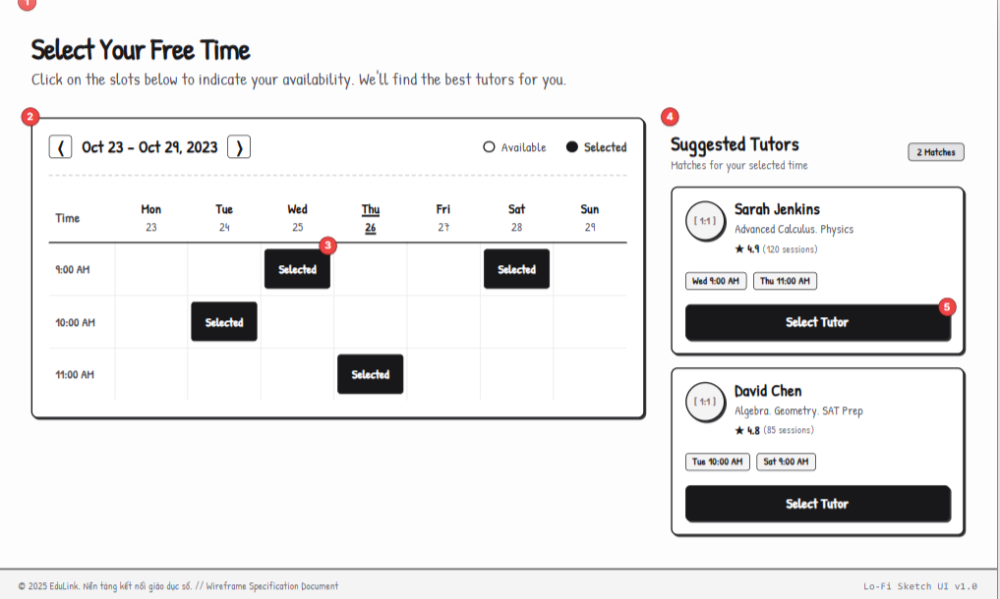 1
Select Your Free Time
Click on the slots below to indicate your availability. We'll find the best tutors for you.
2
❬ Oct 23 - Oct 29, 2023 ❭ Available Selected
Time Mon Tue Wed Thu Fri Sat Sun
23 24 25 26 27 28 29
3
9:00 AM Selected Selected
10:00 AM Selected
11:00 AM Selected
4
Suggested Tutors
Matches for your selected time
2 Matches
[ 1:1 ]
Sarah Jenkins
Advanced Calculus. Physics
★ 4.9 (120 sessions)
Wed 9:00 AM Thu 11:00 AM
5
Select Tutor
[ 1:1 ]
David Chen
Algebra. Geometry. SAT Prep
★ 4.8 (85 sessions)
Tue 10:00 AM Sat 9:00 AM
Select Tutor
© 2025 EduLink. Nền tảng kết nối giáo dục số. // Wireframe Specification Document
Lo-Fi Sketch UI v1.0